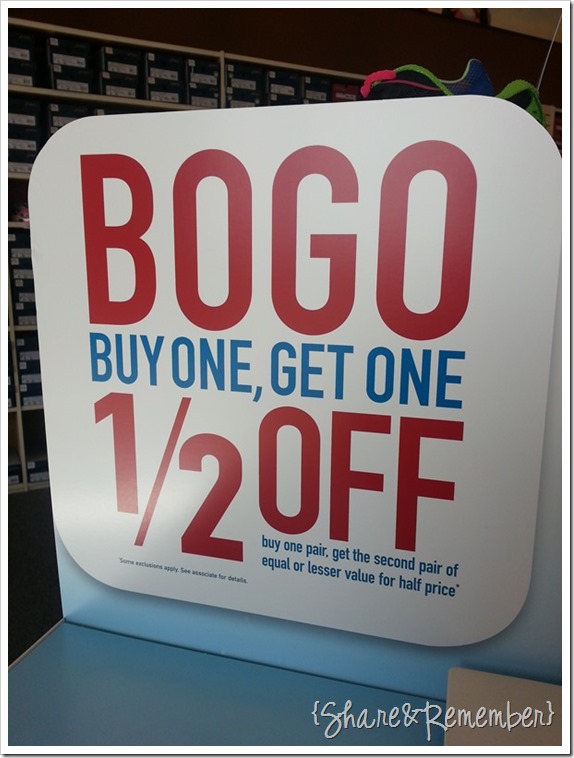 BOGO
BUY ONE, GET ONE
1/2 OFF
buy one pair, get the second pair of
equal or lesser value for half price*
*Some exclusions apply. See associate for details.
{Share&Remember}